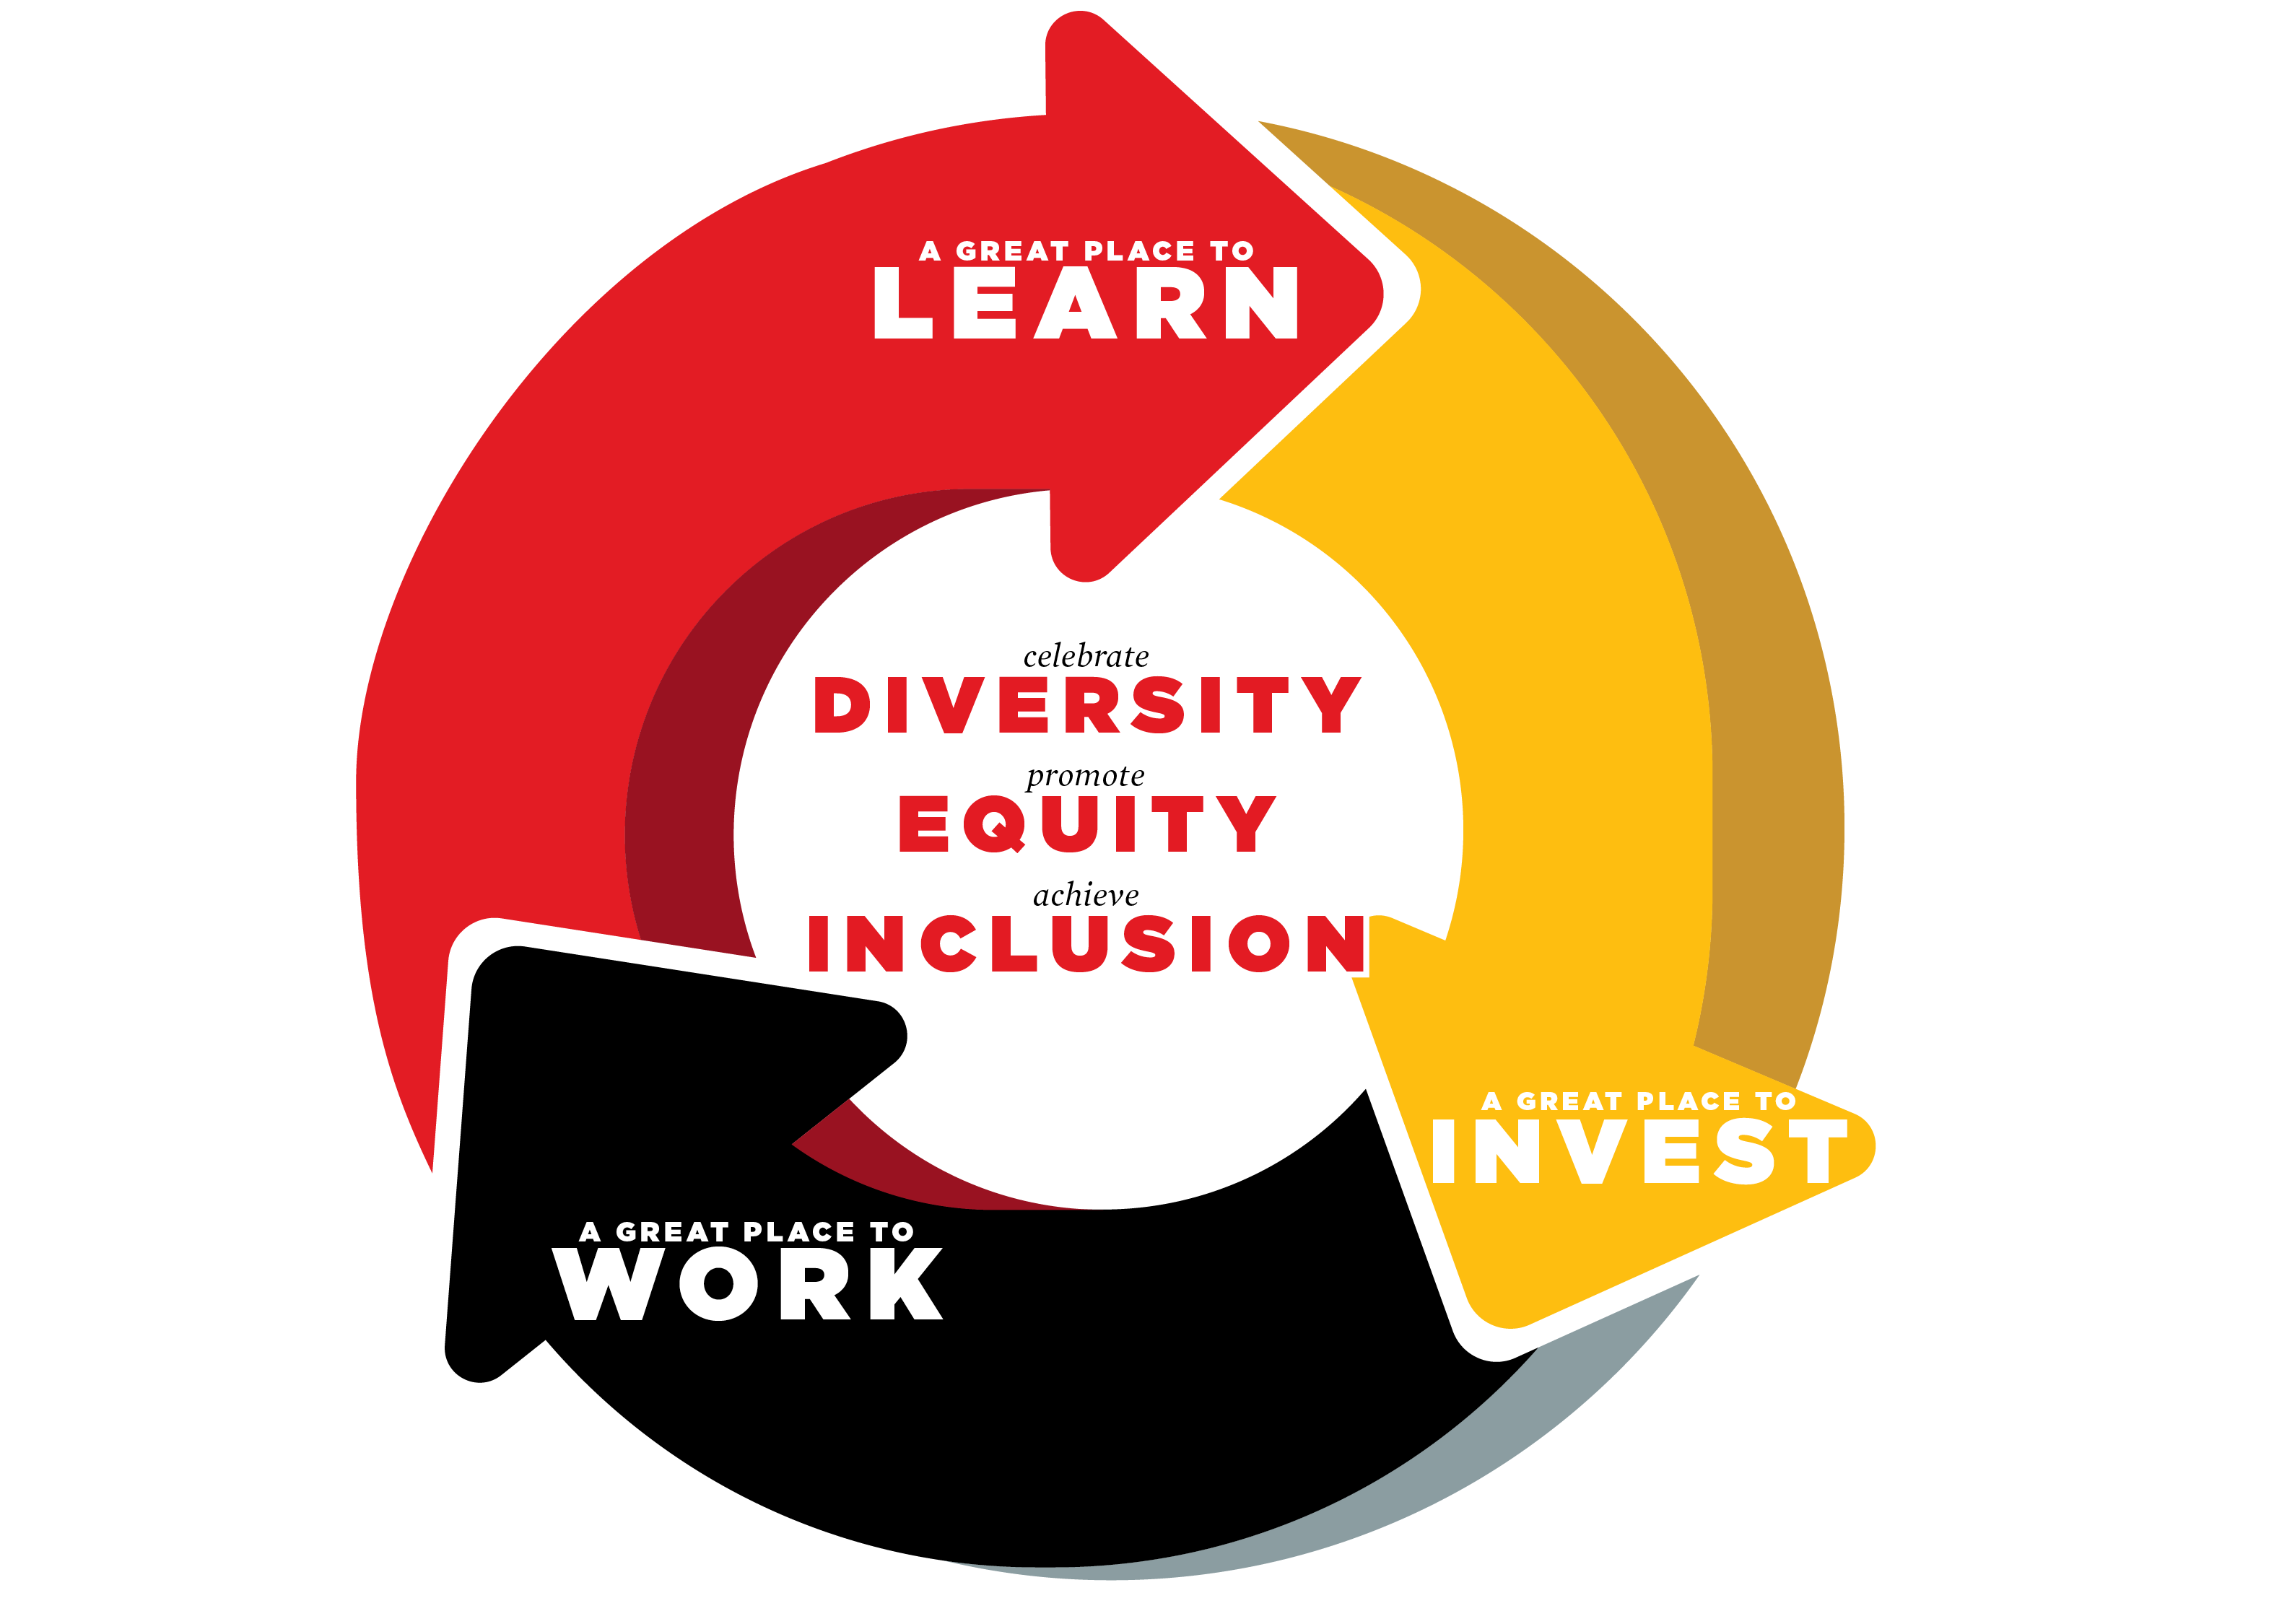 A GREAT PLACE TO
LEARN
celebrate
DIVERSITY
promote
EQUITY
achieve
INCLUSION
A GREAT PLACE TO
INVEST
A GREAT PLACE TO
WORK